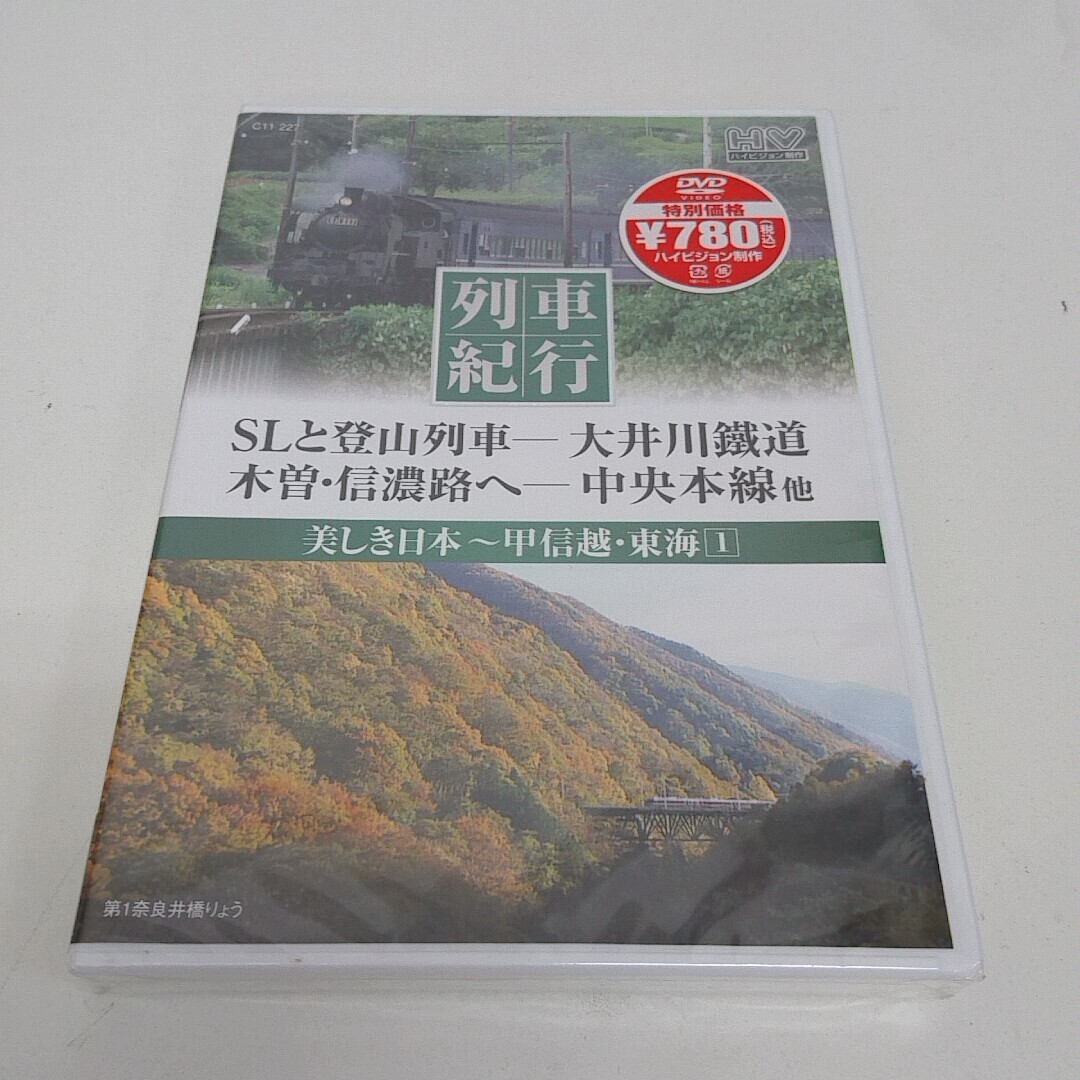 C11 227
HV
ハイビジョン制作
DVD
VIDEO
特別価格
¥780(税込)
ハイビジョン制作
列車
紀行
SLと登山列車―大井川鐵道
木曽・信濃路へ―中央本線他
美しき日本～甲信越・東海1
第1奈良井橋りょう